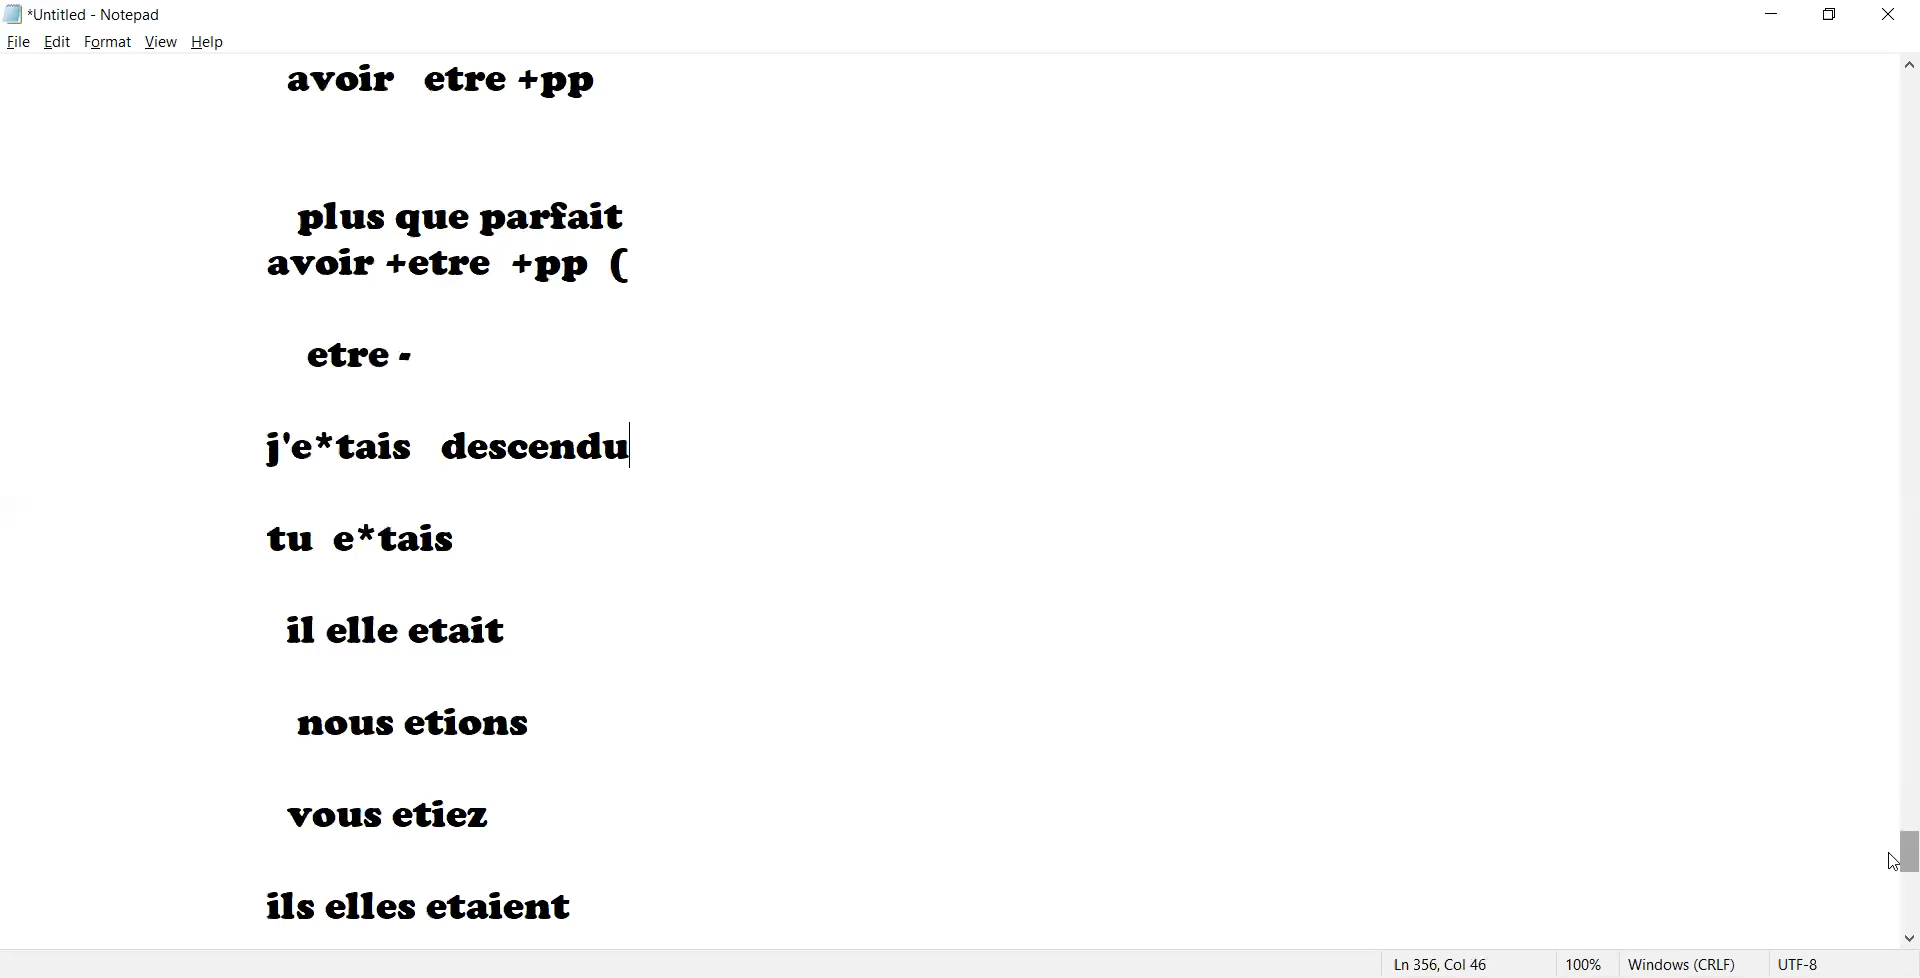 *Untitled - Notepad
File Edit Format View Help
avoir etre +pp
plus que parfait
avoir +etre +pp (
etre -
j'e*tais descendu
tu e*tais
il elle etait
nous etions
vous etiez
ils elles etaient
Ln 356, Col 46 100% Windows (CRLF) UTF-8